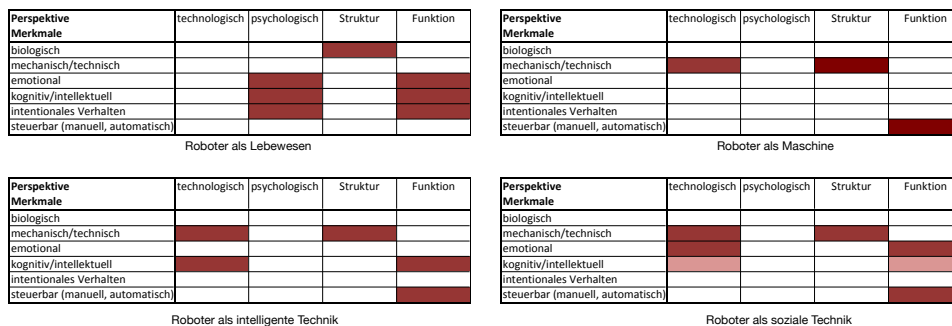 Perspektive technologisch psychologisch Struktur Funktion
Merkmale
biologisch
mechanisch/technisch
emotional
kognitiv/intellektuell
intentionales Verhalten
steuerbar (manuell, automatisch)
Roboter als Lebewesen
Perspektive technologisch psychologisch Struktur Funktion
Merkmale
biologisch
mechanisch/technisch
emotional
kognitiv/intellektuell
intentionales Verhalten
steuerbar (manuell, automatisch)
Roboter als Maschine
Perspektive technologisch psychologisch Struktur Funktion
Merkmale
biologisch
mechanisch/technisch
emotional
kognitiv/intellektuell
intentionales Verhalten
steuerbar (manuell, automatisch)
Roboter als intelligente Technik
Perspektive technologisch psychologisch Struktur Funktion
Merkmale
biologisch
mechanisch/technisch
emotional
kognitiv/intellektuell
intentionales Verhalten
steuerbar (manuell, automatisch)
Roboter als soziale Technik